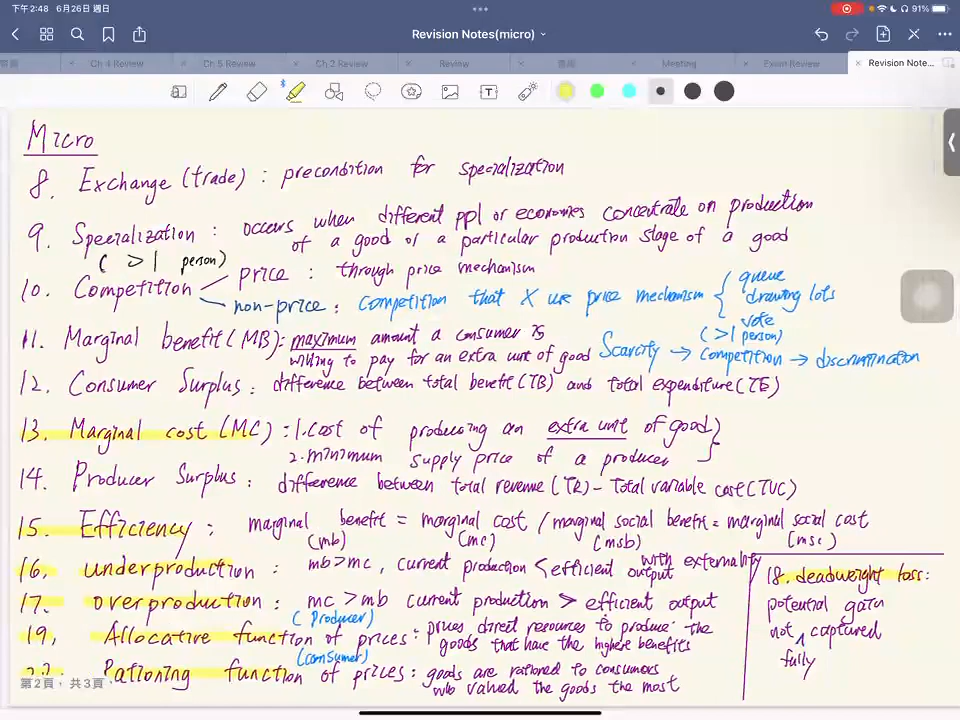 下午2:48 6月26日 週日
91%
Revision Notes(micro)
Ch 4 Review
Ch 5 Review
Ch 2 Review
Review
Meeting
Exam Review
Revision Note...
Micro
8. Exchange (trade) : precondition for specialization
9. Specialization : occurs when different ppl or economies concentrate on production
of a good or a particular production stage of a good
( >1 person)
10. Competition
price : through price mechanism
non-price : competition that X use price mechanism { queue
drawing lots
vote
11. Marginal benefit (MB): maximum amount a consumer is
willing to pay for an extra unit of good
(>1 person)
Scarcity → competition → discrimination
12. Consumer Surplus : difference between total benefit (TB) and total expenditure (TE)
13. Marginal cost (MC) : 1. cost of producing an extra unit of good }
2. minimum supply price of a producer
14. Producer Surplus : difference between total revenue (TR) - Total variable cost (TVC)
15. Efficiency : marginal benefit = marginal cost / marginal social benefit = marginal social cost
(mb) (mc) (msb) (msc)
with externality
16. underproduction : mb>mc, current production < efficient output
17. overproduction : mc >mb current production > efficient output
(Producer)
19. Allocative function of prices : prices direct resources to produce the
goods that have the highest benefits
(consumer)
Rationing function of prices : goods are rationed to consumers
who valued the goods the most
18. deadweight loss :
potential gain
not ∧ captured
fully
第2頁，共3頁